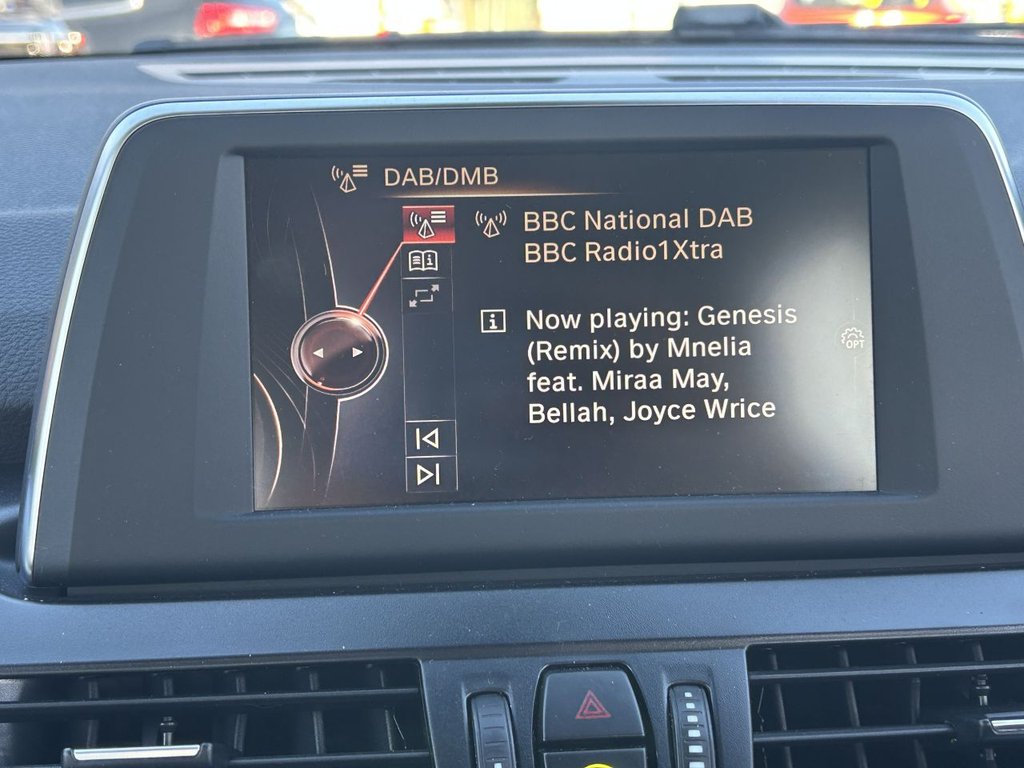 DAB/DMB
BBC National DAB
BBC Radio1Xtra
Now playing: Genesis
(Remix) by Mnelia
feat. Miraa May,
Bellah, Joyce Wrice
OPT